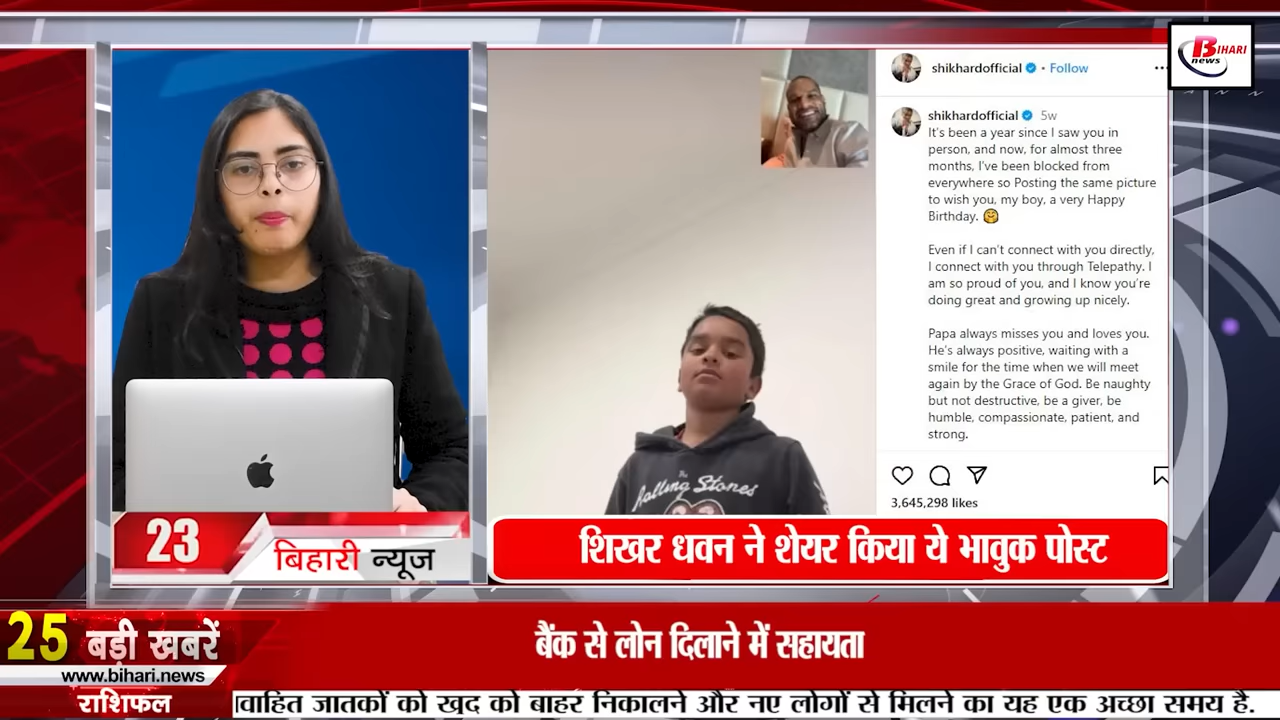 BIHARI
news
shikhardofficial • Follow
shikhardofficial 5w
It's been a year since I saw you in
person, and now, for almost three
months, I've been blocked from
everywhere so Posting the same picture
to wish you, my boy, a very Happy
Birthday. 🤗
Even if I can't connect with you directly,
I connect with you through Telepathy. I
am so proud of you, and I know you're
doing great and growing up nicely.
Papa always misses you and loves you.
He's always positive, waiting with a
smile for the time when we will meet
again by the Grace of God. Be naughty
but not destructive, be a giver, be
humble, compassionate, patient, and
strong.
3,645,298 likes
The
Rolling Stones
23
बिहारी न्यूज
शिखर धवन ने शेयर किया ये भावुक पोस्ट
25 बड़ी खबरें
www.bihari.news
बैंक से लोन दिलाने में सहायता
राशिफल
वाहित जातकों को खुद को बाहर निकालने और नए लोगों से मिलने का यह एक अच्छा समय है.